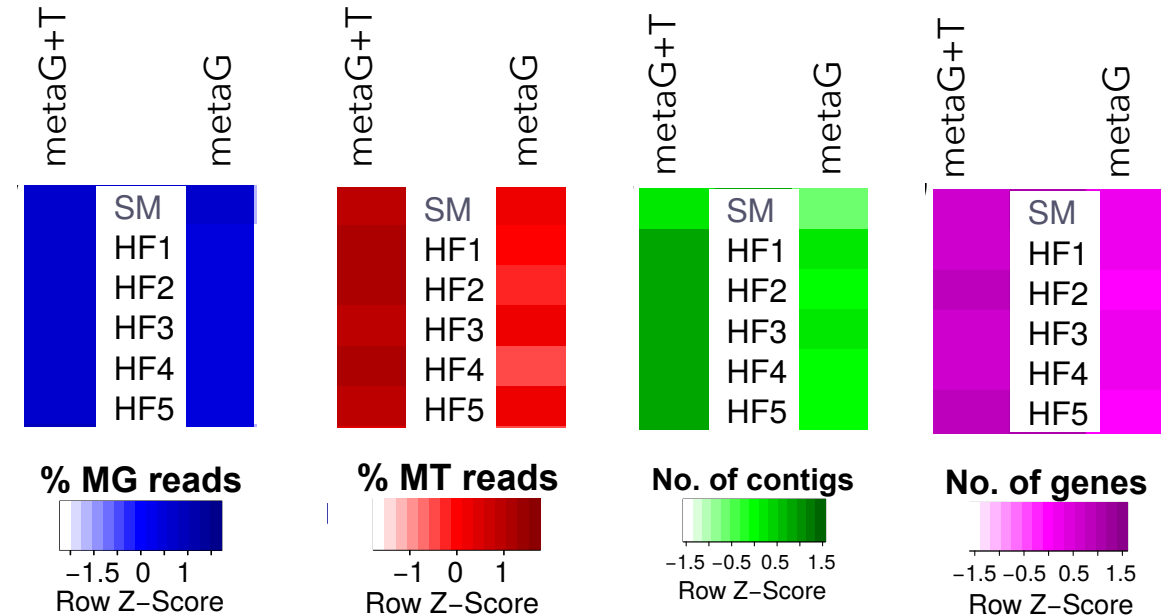 metaG+T
metaG
metaG+T
metaG
metaG+T
metaG
metaG+T
metaG
SM
HF1
HF2
HF3
HF4
HF5
SM
HF1
HF2
HF3
HF4
HF5
SM
HF1
HF2
HF3
HF4
HF5
SM
HF1
HF2
HF3
HF4
HF5
% MG reads
−1.5 0 1
Row Z−Score
% MT reads
−1 0 1
Row Z−Score
No. of contigs
−1.5 −0.5 0.5 1.5
Row Z−Score
No. of genes
−1.5 −0.5 0.5 1.5
Row Z−Score